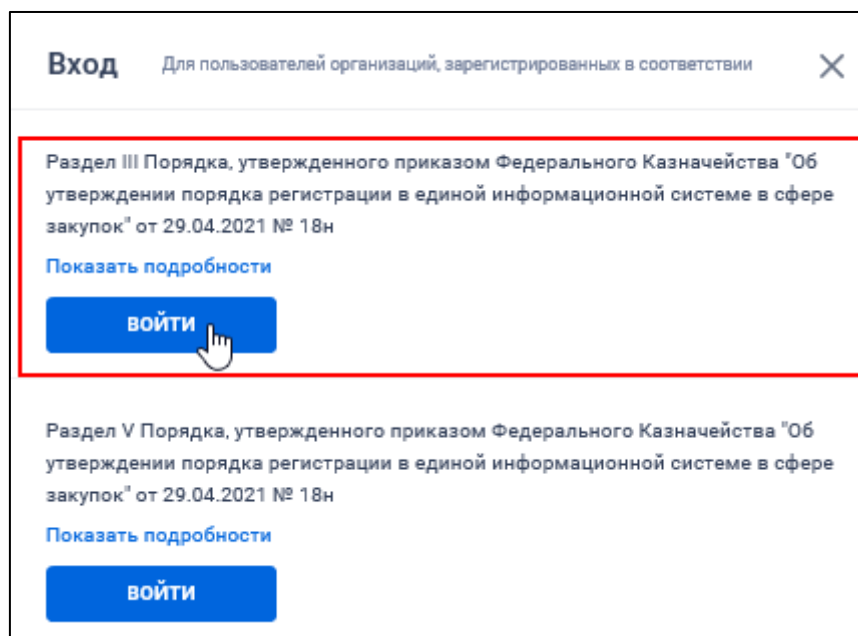 Вход Для пользователей организаций, зарегистрированных в соответствии
Раздел III Порядка, утвержденного приказом Федерального Казначейства "Об
утверждении порядка регистрации в единой информационной системе в сфере
закупок" от 29.04.2021 № 18н
Показать подробности
ВОЙТИ
Раздел V Порядка, утвержденного приказом Федерального Казначейства "Об
утверждении порядка регистрации в единой информационной системе в сфере
закупок" от 29.04.2021 № 18н
Показать подробности
ВОЙТИ